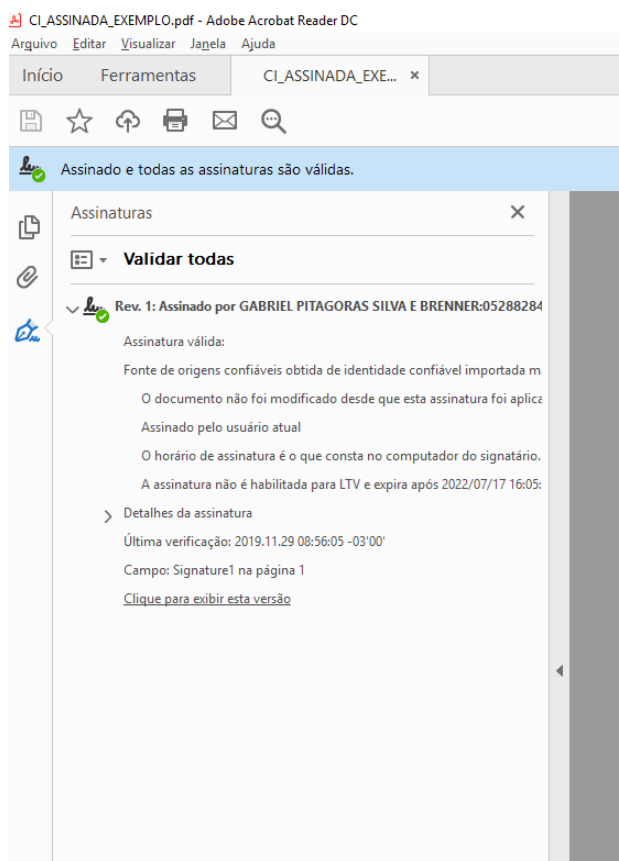 CI_ASSINADA_EXEMPLO.pdf - Adobe Acrobat Reader DC
Arquivo Editar Visualizar Janela Ajuda
Início Ferramentas CI_ASSINADA_EXE... ×
Assinado e todas as assinaturas são válidas.
Assinaturas
Validar todas
Rev. 1: Assinado por GABRIEL PITAGORAS SILVA E BRENNER:05288284
Assinatura válida:
Fonte de origens confiáveis obtida de identidade confiável importada m
O documento não foi modificado desde que esta assinatura foi aplica
Assinado pelo usuário atual
O horário de assinatura é o que consta no computador do signatário.
A assinatura não é habilitada para LTV e expira após 2022/07/17 16:05:
Detalhes da assinatura
Última verificação: 2019.11.29 08:56:05 -03'00'
Campo: Signature1 na página 1
Clique para exibir esta versão